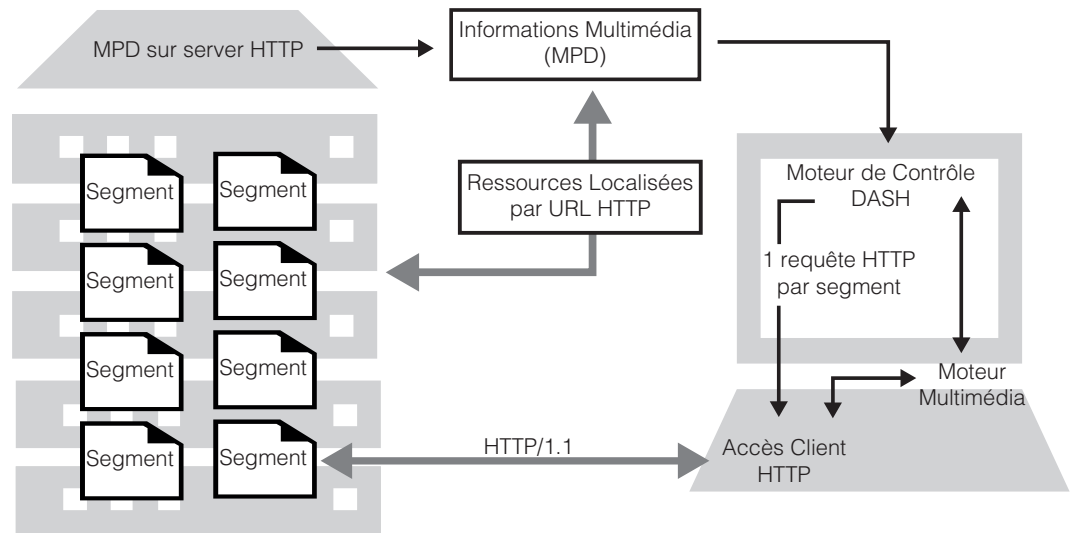 MPD sur server HTTP
Informations Multimédia
(MPD)
Segment
Segment
Segment
Segment
Segment
Segment
Segment
Segment
Ressources Localisées
par URL HTTP
HTTP/1.1
Moteur de Contrôle
DASH
1 requête HTTP
par segment
Moteur
Multimédia
Accès Client
HTTP